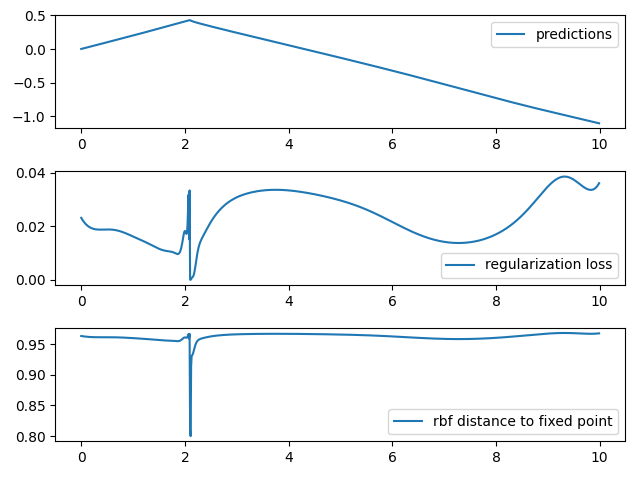 0.5
0.0
−0.5
−1.0
predictions
0 2 4 6 8 10
0.04
0.02
0.00
regularization loss
0 2 4 6 8 10
0.95
0.90
0.85
0.80
rbf distance to fixed point
0 2 4 6 8 10